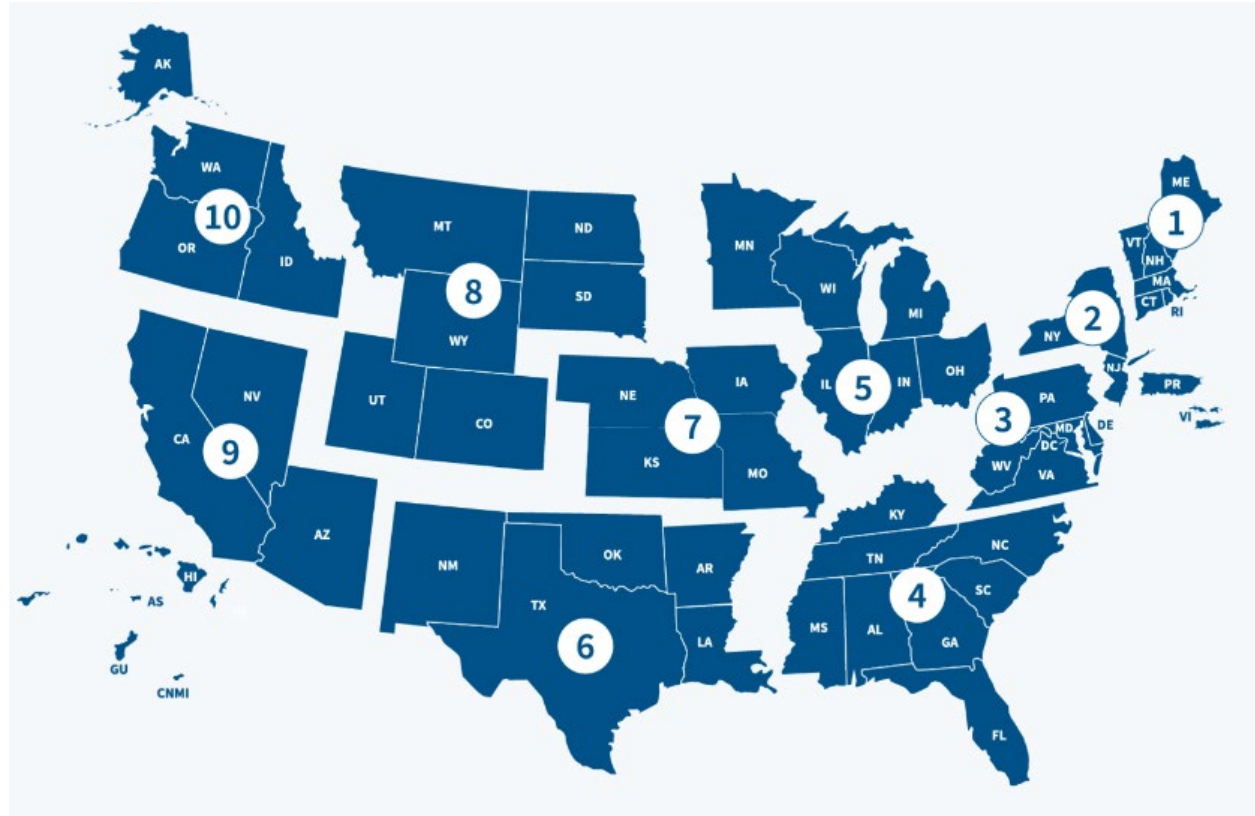 AK
WA
10
OR
ID
MT
ND
8
SD
WY
UT
CO
MN
WI
MI
IL
5
IN
OH
ME
1
VT
NH
MA
CT
RI
2
NY
NJ
PR
VI
3
PA
MD
DE
DC
WV
VA
NE
IA
7
KS
MO
NV
CA
9
AZ
HI
AS
GU
CNMI
NM
OK
AR
TX
6
LA
KY
TN
NC
4
SC
MS
AL
GA
FL